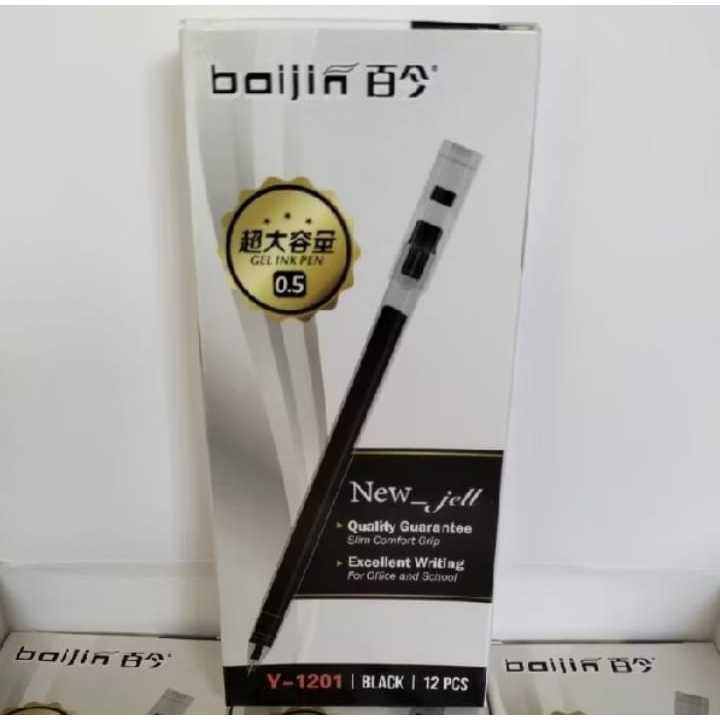 baijin 百今®
超大容量
GEL INK PEN
0.5
New_jell
Quality Guarantee
Slim Comfort Grip
Excellent Writing
For Office and School
Y-1201 | BLACK | 12 PCS
baijin 百今®
baijin 百今®